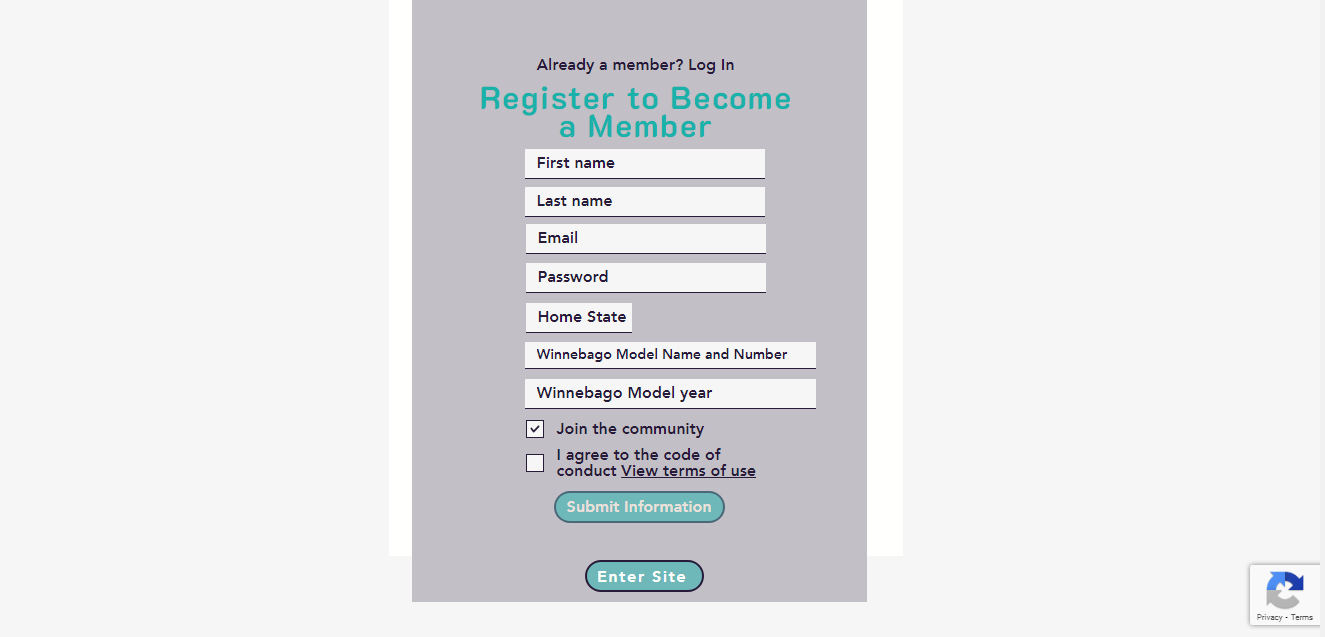 Already a member? Log In
Register to Become
a Member
First name
Last name
Email
Password
Home State
Winnebago Model Name and Number
Winnebago Model year
Join the community
I agree to the code of
conduct View terms of use
Submit Information
Enter Site
Privacy - Terms